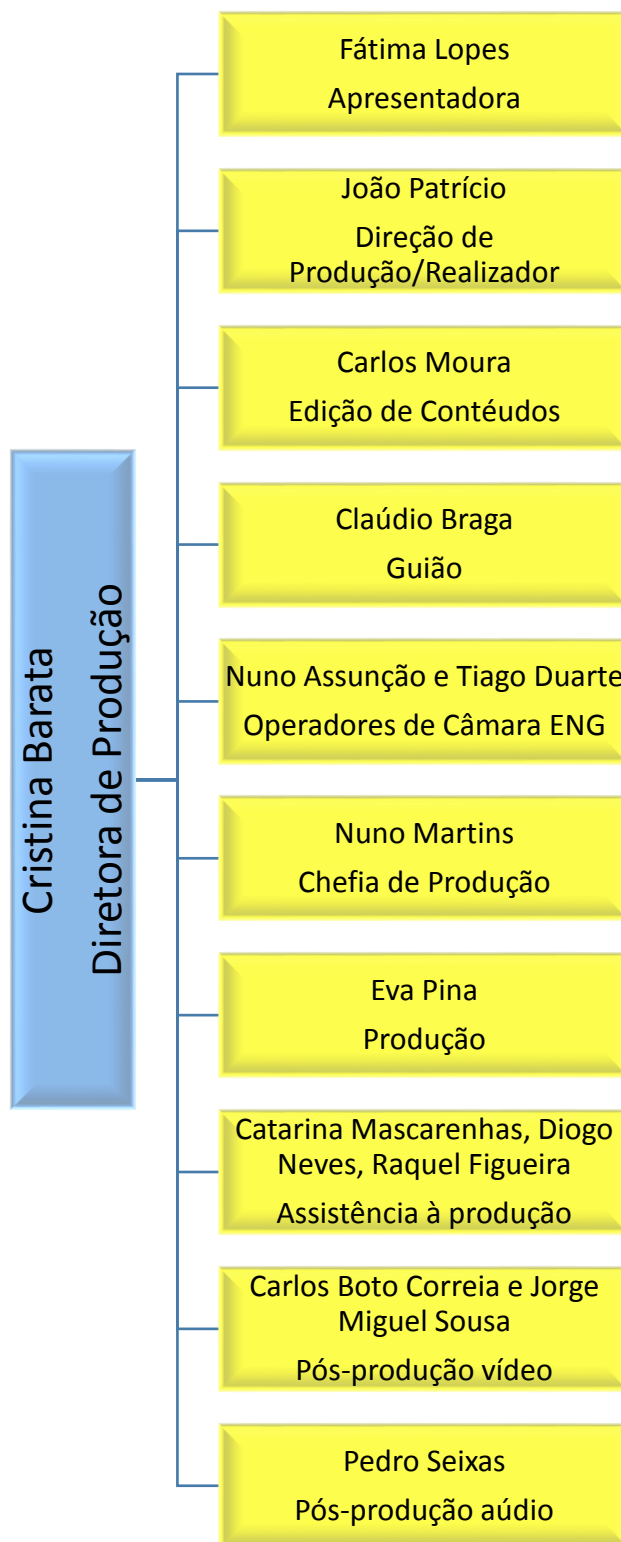 Cristina Barata
Diretora de Produção
Fátima Lopes
Apresentadora
João Patrício
Direção de
Produção/Realizador
Carlos Moura
Edição de Contéudos
Claúdio Braga
Guião
Nuno Assunção e Tiago Duarte
Operadores de Câmara ENG
Nuno Martins
Chefia de Produção
Eva Pina
Produção
Catarina Mascarenhas, Diogo
Neves, Raquel Figueira
Assistência à produção
Carlos Boto Correia e Jorge
Miguel Sousa
Pós-produção vídeo
Pedro Seixas
Pós-produção aúdio